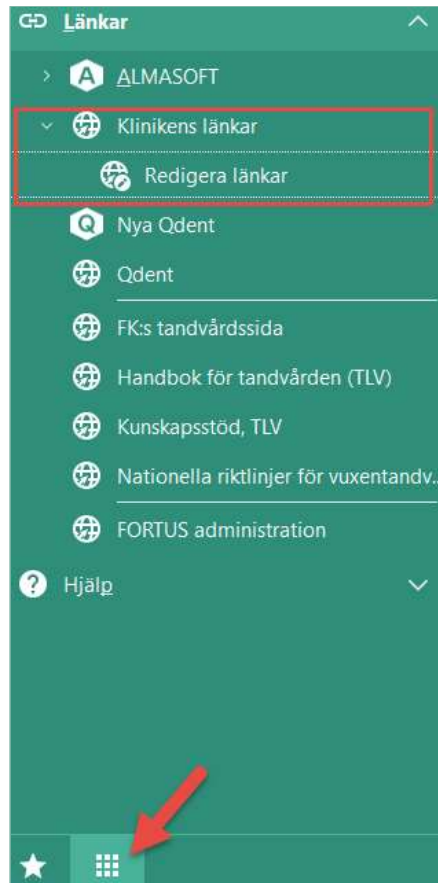 Länkar
ALMASOFT
Klinikens länkar
Redigera länkar
Nya Qdent
Qdent
FK:s tandvårdssida
Handbok för tandvården (TLV)
Kunskapsstöd, TLV
Nationella riktlinjer för vuxentandv..
FORTUS administration
Hjälp